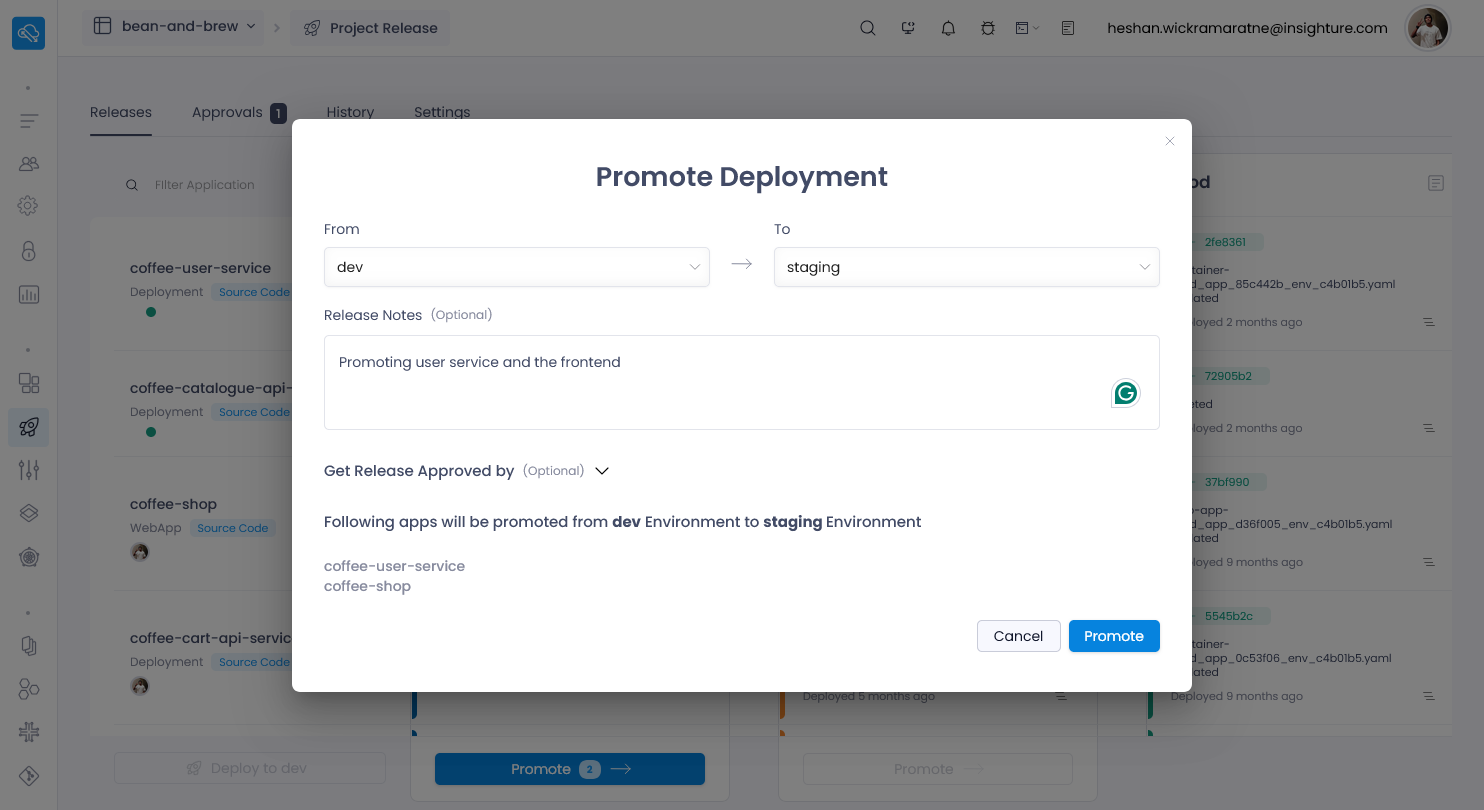 bean-and-brew
Project Release
heshan.wickramaratne@insighture.com
Releases
Approvals 1
History
Settings
Filter Application
coffee-user-service
Deployment Source Code
coffee-catalogue-api-
Deployment Source Code
coffee-shop
WebApp Source Code
coffee-cart-api-servic
Deployment Source Code
Deploy to dev
Promote Deployment
From
To
dev
staging
Release Notes (Optional)
Promoting user service and the frontend
Get Release Approved by (Optional)
Following apps will be promoted from dev Environment to staging Environment
coffee-user-service
coffee-shop
Cancel
Promote
Promote 2
Deployed 5 months ago
Promote
od
2fe8361
tainer-
d_app_85c442b_env_c4b01b5.yaml
ated
loyed 2 months ago
72905b2
eted
loyed 2 months ago
37bf990
-app-
d_app_d36f005_env_c4b01b5.yaml
ated
loyed 9 months ago
5545b2c
tainer-
d_app_0c53f06_env_c4b01b5.yaml
ated
Deployed 9 months ago